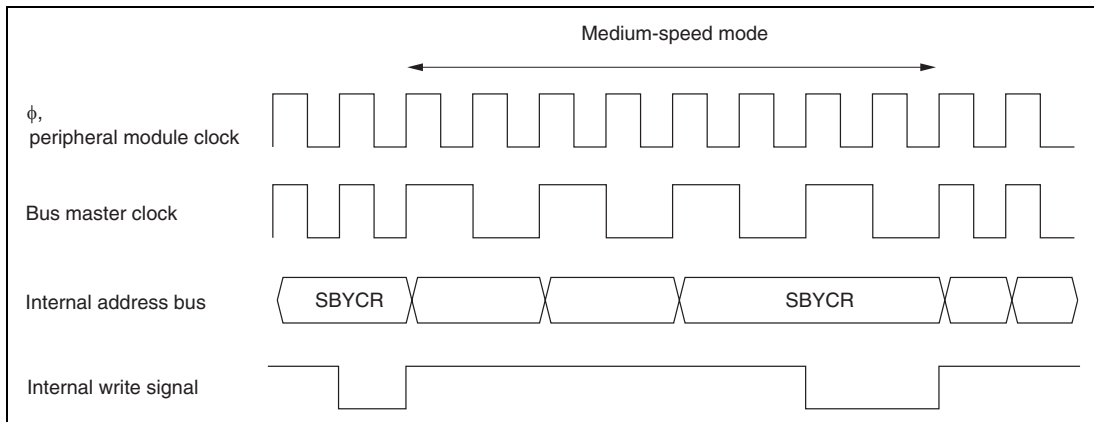 Medium-speed mode
ϕ,
peripheral module clock
Bus master clock
Internal address bus
SBYCR
SBYCR
Internal write signal